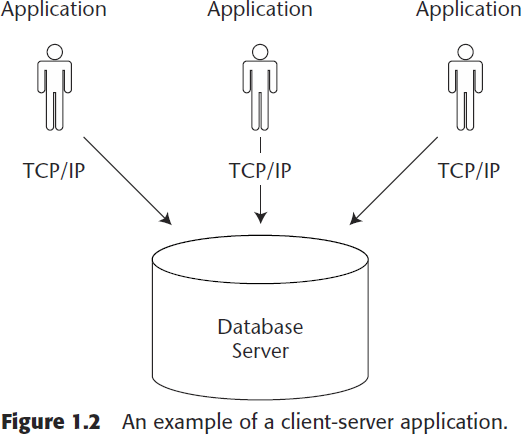 Application Application Application
TCP/IP TCP/IP TCP/IP
Database
Server
Figure 1.2 An example of a client-server application.